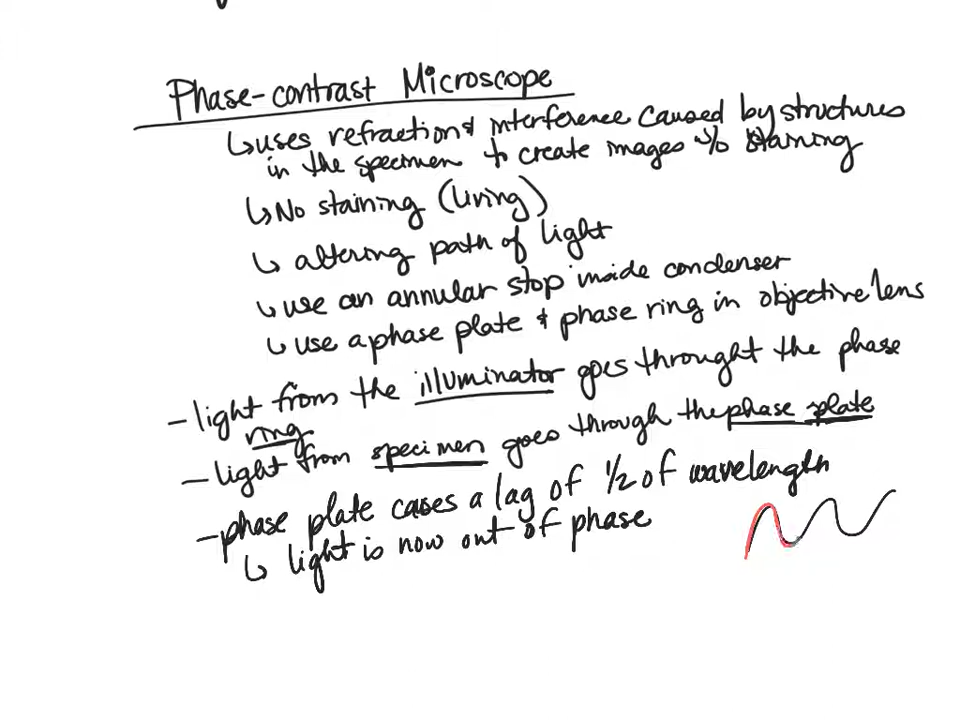 Phase-contrast Microscope
↳uses refraction & interference caused by structures
in the specimen to create images w/o staining
↳No staining (living)
↳ altering path of light
↳ use an annular stop inside condenser
↳ use a phase plate & phase ring in objective lens
-light from the illuminator goes throught the phase
ring
-light from specimen goes through the phase plate
-phase plate cases a lag of 1/2 of wavelength
↳ light is now out of phase